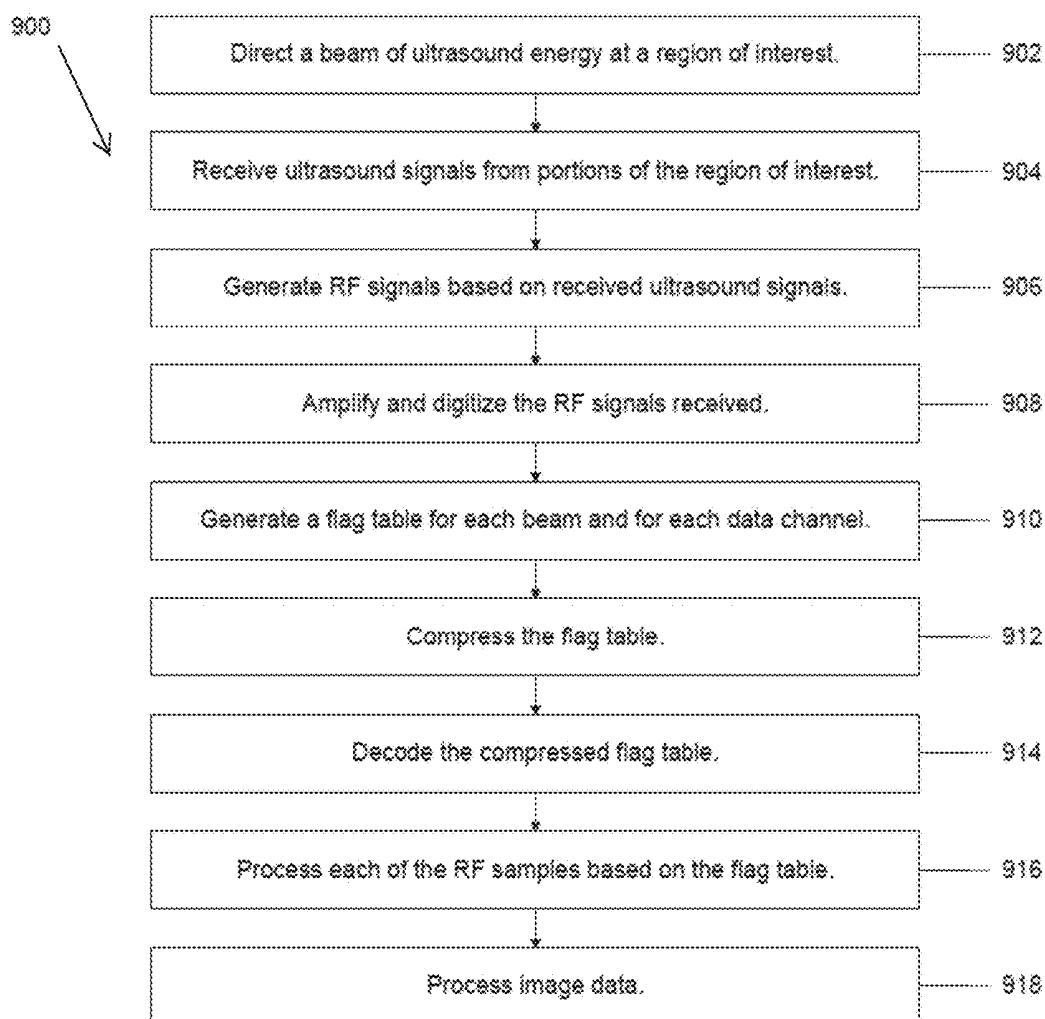 900
Direct a beam of ultrasound energy at a region of interest.
902
Receive ultrasound signals from portions of the region of interest.
904
Generate RF signals based on received ultrasound signals.
906
Amplify and digitilize the RF signals received.
908
Generate a flag table for each beam and for each data channel.
910
Compress the flag table.
912
Decode the compressed flag table.
914
Process each of the RF samples based on the flag table.
916
Process image data.
918